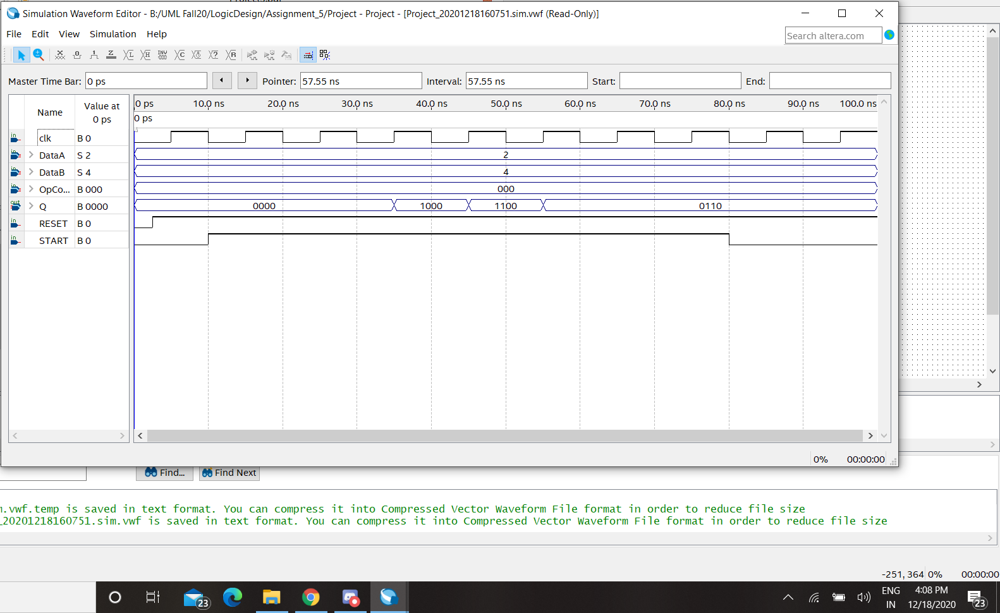 Simulation Waveform Editor - B:/UML Fall20/LogicDesign/Assignment_5/Project - Project - [Project_20201218160751.sim.vwf (Read-Only)]
File Edit View Simulation Help
Search altera.com
Master Time Bar: 0 ps Pointer: 57.55 ns Interval: 57.55 ns Start: End:
Name Value at 0 ps
0 ps 10.0 ns 20.0 ns 30.0 ns 40.0 ns 50.0 ns 60.0 ns 70.0 ns 80.0 ns 90.0 ns 100.0 ns
0 ps
in clk B 0
in DataA S 2 2
in DataB S 4 4
in OpCo... B 000 000
out Q B 0000 0000 1000 1100 0110
in RESET B 0
in START B 0
0% 00:00:00
Find... Find Next
.vwf.temp is saved in text format. You can compress it into Compressed Vector Waveform File format in order to reduce file size
_20201218160751.sim.vwf is saved in text format. You can compress it into Compressed Vector Waveform File format in order to reduce file size
-251, 364 0% 00:00:00
23
ENG
IN
4:08 PM
12/18/2020
23